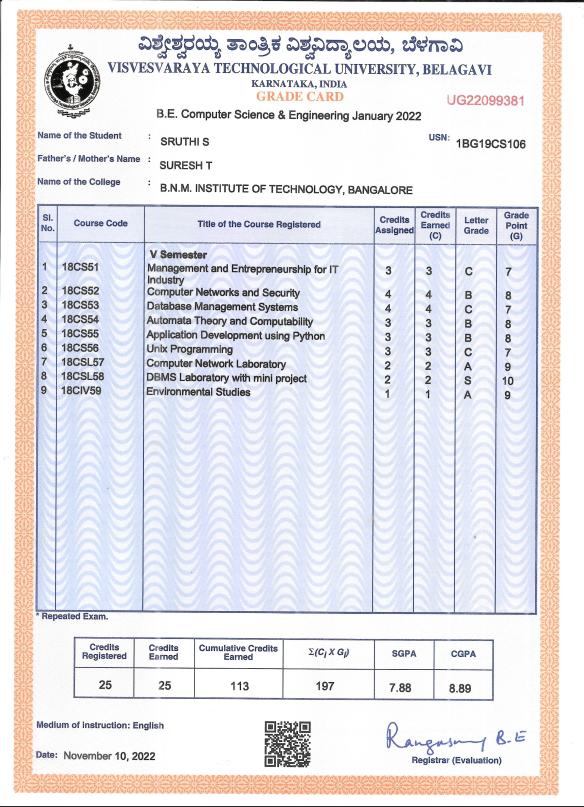 ವಿಶ್ವೇಶ್ವರಯ್ಯ ತಾಂತ್ರಿಕ ವಿಶ್ವವಿದ್ಯಾಲಯ, ಬೆಳಗಾವಿ
VISVESVARAYA TECHNOLOGICAL UNIVERSITY, BELAGAVI
KARNATAKA, INDIA
GRADE CARD
UG22099381
B.E. Computer Science & Engineering January 2022
Name of the Student : SRUTHI S USN: 1BG19CS106
Father's / Mother's Name : SURESH T
Name of the College : B.N.M. INSTITUTE OF TECHNOLOGY, BANGALORE
Sl. No. Course Code Title of the Course Registered Credits Assigned Credits Earned (C) Letter Grade Grade Point (G)
V Semester
1 18CS51 Management and Entrepreneurship for IT Industry 3 3 C 7
2 18CS52 Computer Networks and Security 4 4 B 8
3 18CS53 Database Management Systems 4 4 C 7
4 18CS54 Automata Theory and Computability 3 3 B 8
5 18CS55 Application Development using Python 3 3 B 8
6 18CS56 Unix Programming 3 3 C 7
7 18CSL57 Computer Network Laboratory 2 2 A 9
8 18CSL58 DBMS Laboratory with mini project 2 2 S 10
9 18CIV59 Environmental Studies 1 1 A 9
* Repeated Exam.
Credits Registered Credits Earned Cumulative Credits Earned Σ(Ci X Gi) SGPA CGPA
25 25 113 197 7.88 8.89
Medium of Instruction: English
Rangaswamy B.E
Date: November 10, 2022 Registrar (Evaluation)